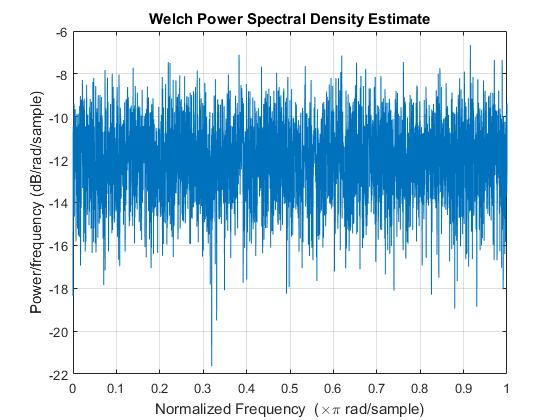 Welch Power Spectral Density Estimate
Power/frequency (dB/rad/sample)
-6
-8
-10
-12
-14
-16
-18
-20
-22
0 0.1 0.2 0.3 0.4 0.5 0.6 0.7 0.8 0.9 1
Normalized Frequency (×π rad/sample)